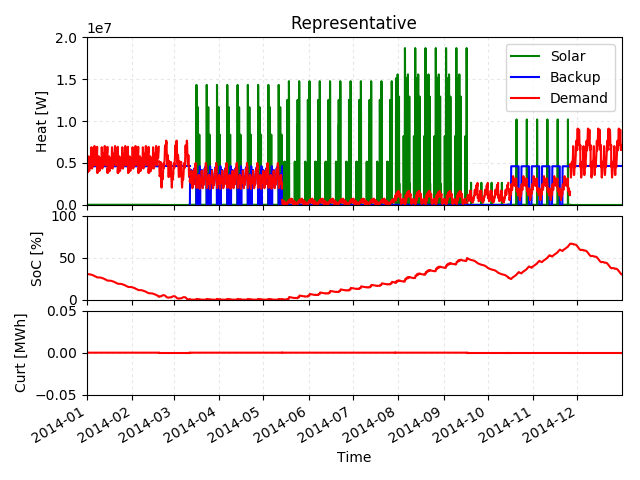 Representative
1e7
2.0
1.5
1.0
0.5
0.0
Heat [W]
Solar
Backup
Demand
100
50
0
SoC [%]
0.05
0.00
−0.05
Curt [MWh]
2014-01
2014-02
2014-03
2014-04
2014-05
2014-06
2014-07
2014-08
2014-09
2014-10
2014-11
2014-12
Time